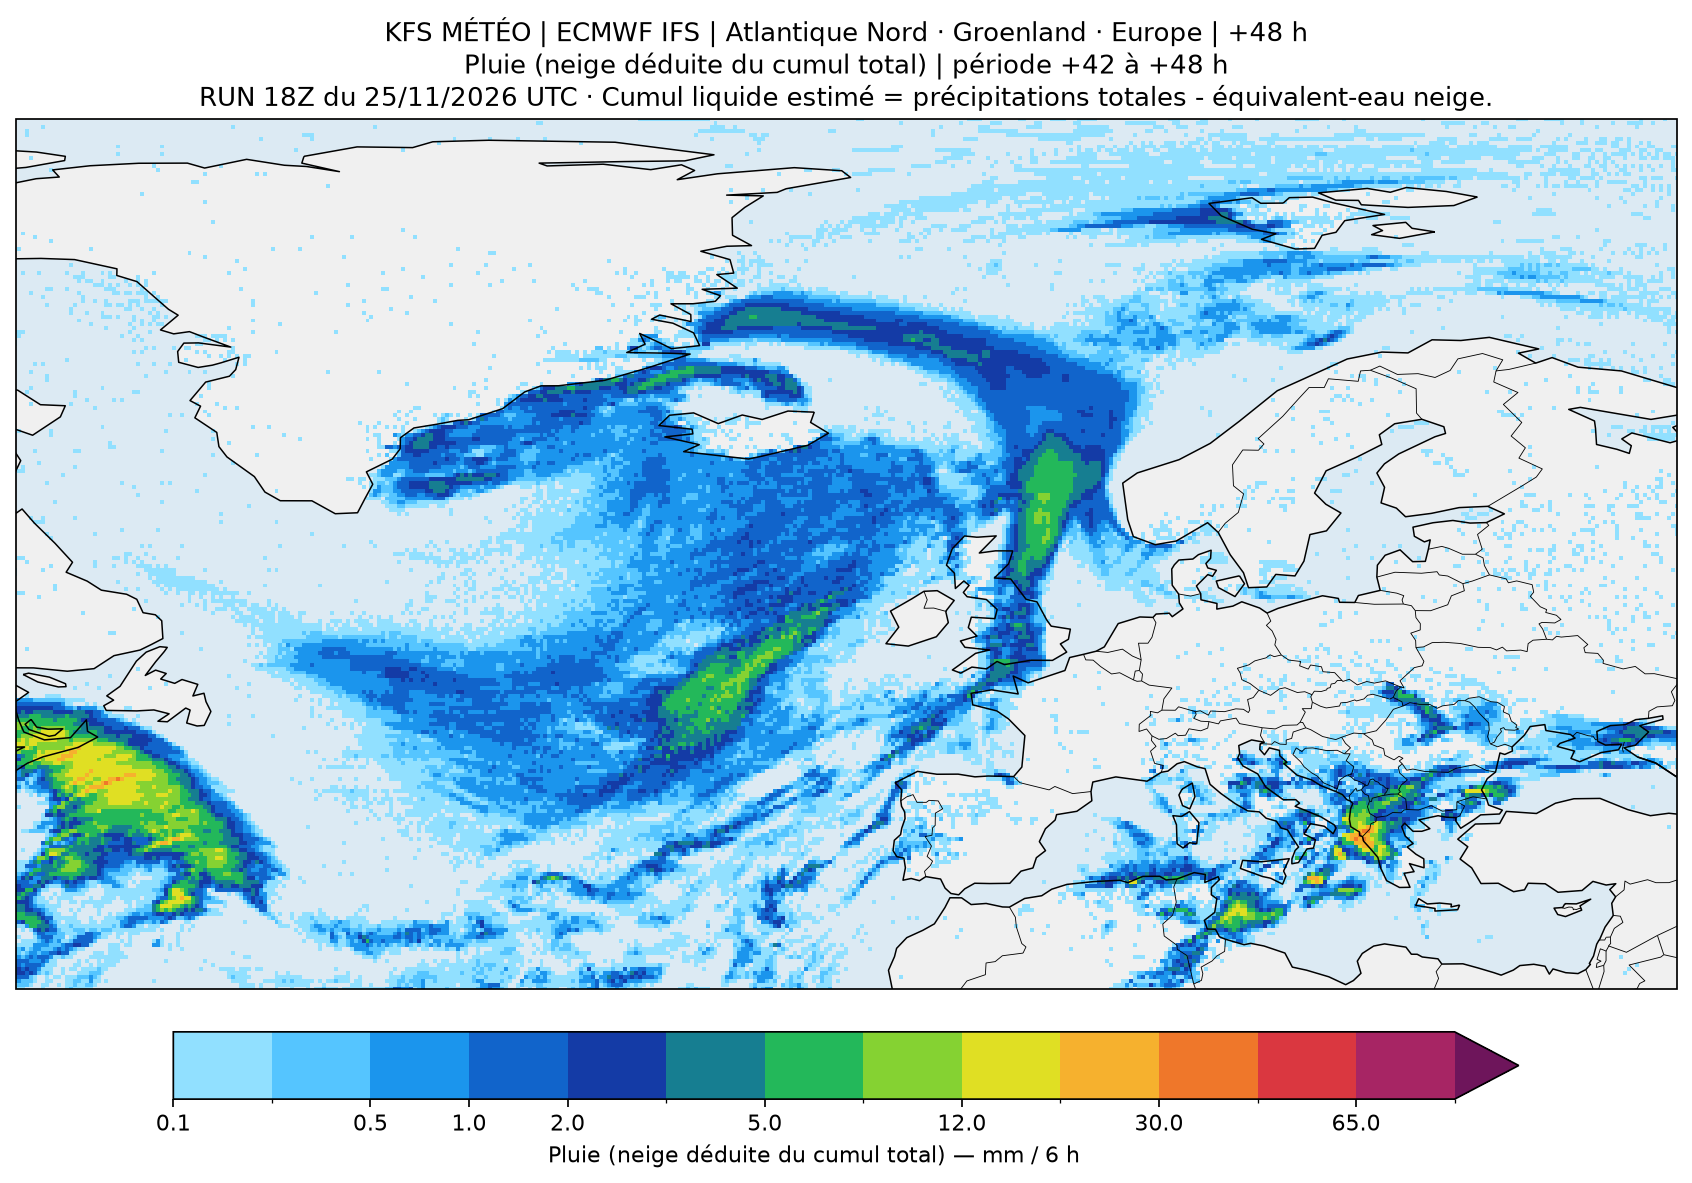 KFS MÉTÉO | ECMWF IFS | Atlantique Nord · Groenland · Europe | +48 h
Pluie (neige déduite du cumul total) | période +42 à +48 h
RUN 18Z du 25/11/2026 UTC · Cumul liquide estimé = précipitations totales - équivalent-eau neige.
0.1 0.5 1.0 2.0 5.0 12.0 30.0 65.0
Pluie (neige déduite du cumul total) — mm / 6 h